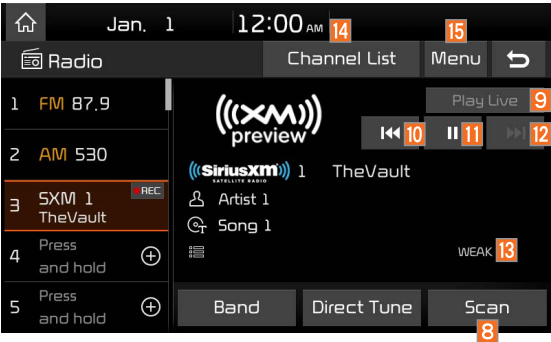 Jan. 1 12:00 AM
14
15
Radio
Channel List
Menu
1 FM 87.9
2 AM 530
3 SXM 1 REC
TheVault
4 Press
and hold
5 Press
and hold
((XM))
preview
Play Live 9
10
11
12
((SiriusXM)) 1 TheVault
SATELLITE RADIO
Artist 1
Song 1
WEAK 13
Band
Direct Tune
Scan
8